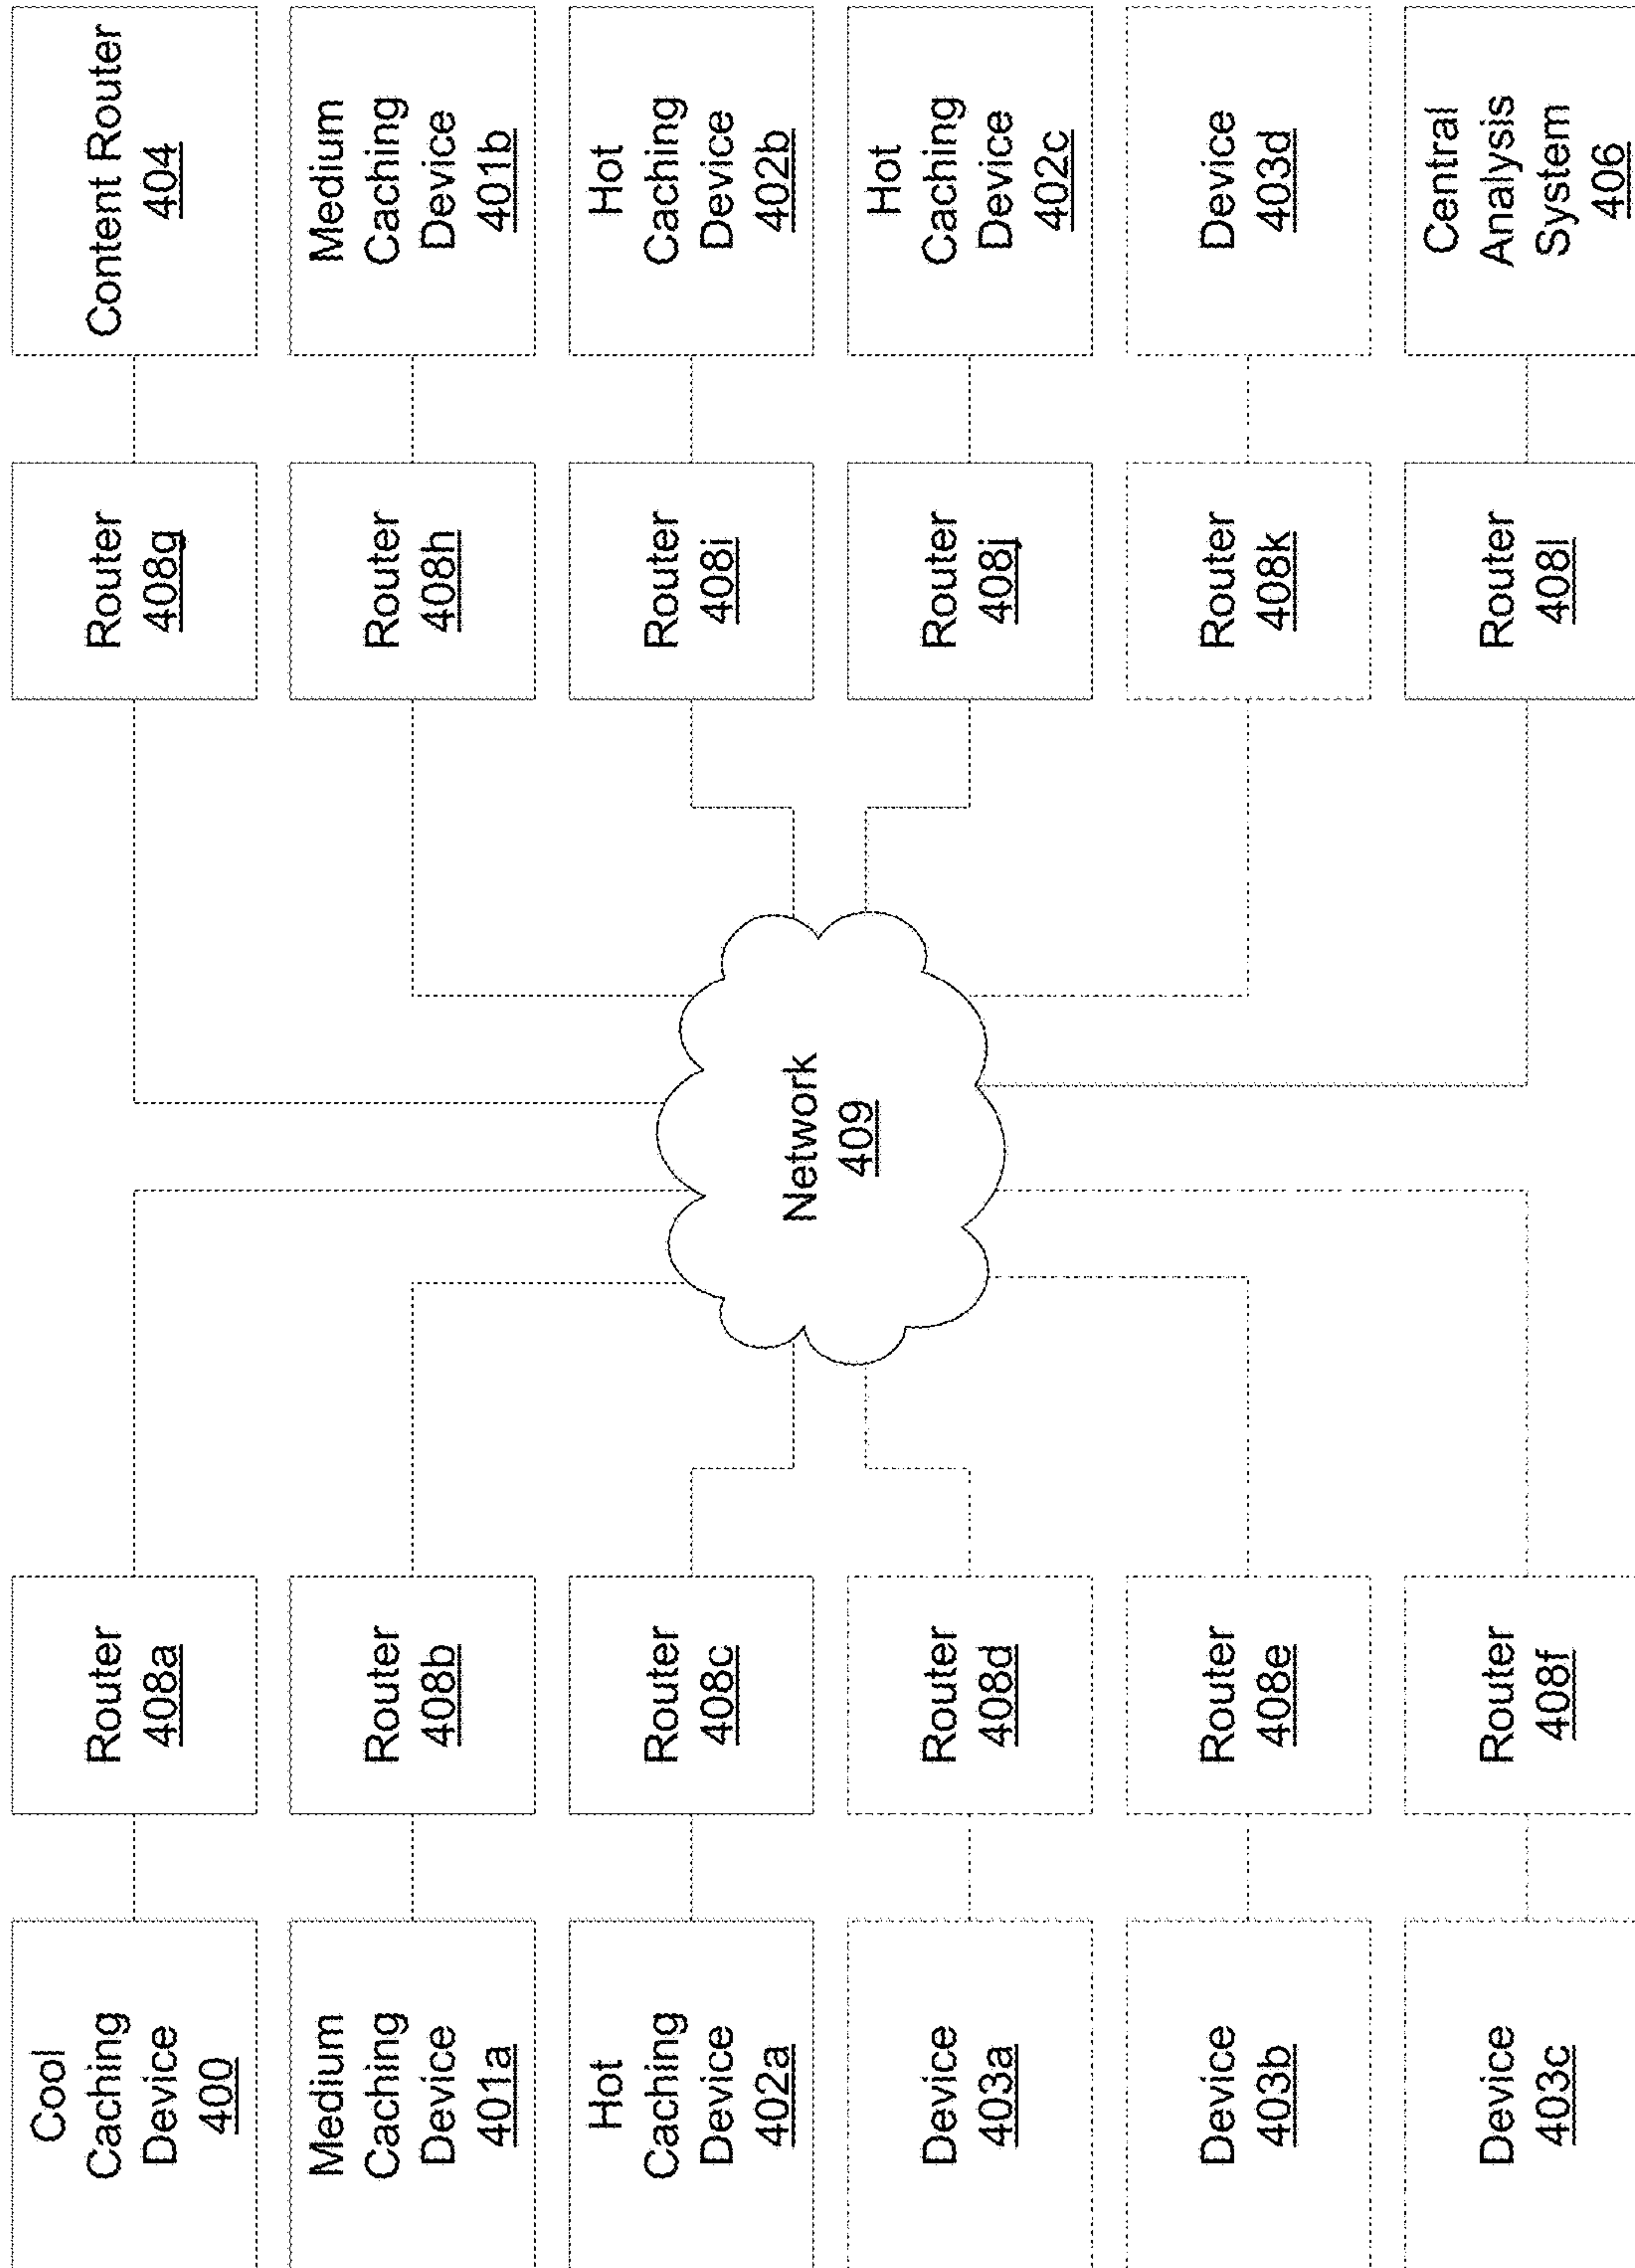 Cool
Caching
Device
400
Router
408a
Router
408g
Content Router
404
Medium
Caching
Device
401a
Router
408b
Router
408h
Medium
Caching
Device
401b
Hot
Caching
Device
402a
Router
408c
Router
408i
Hot
Caching
Device
402b
Network
409
Device
403a
Router
408d
Router
408j
Hot
Caching
Device
402c
Device
403b
Router
408e
Router
408k
Device
403d
Device
403c
Router
408f
Router
408l
Central
Analysis
System
406